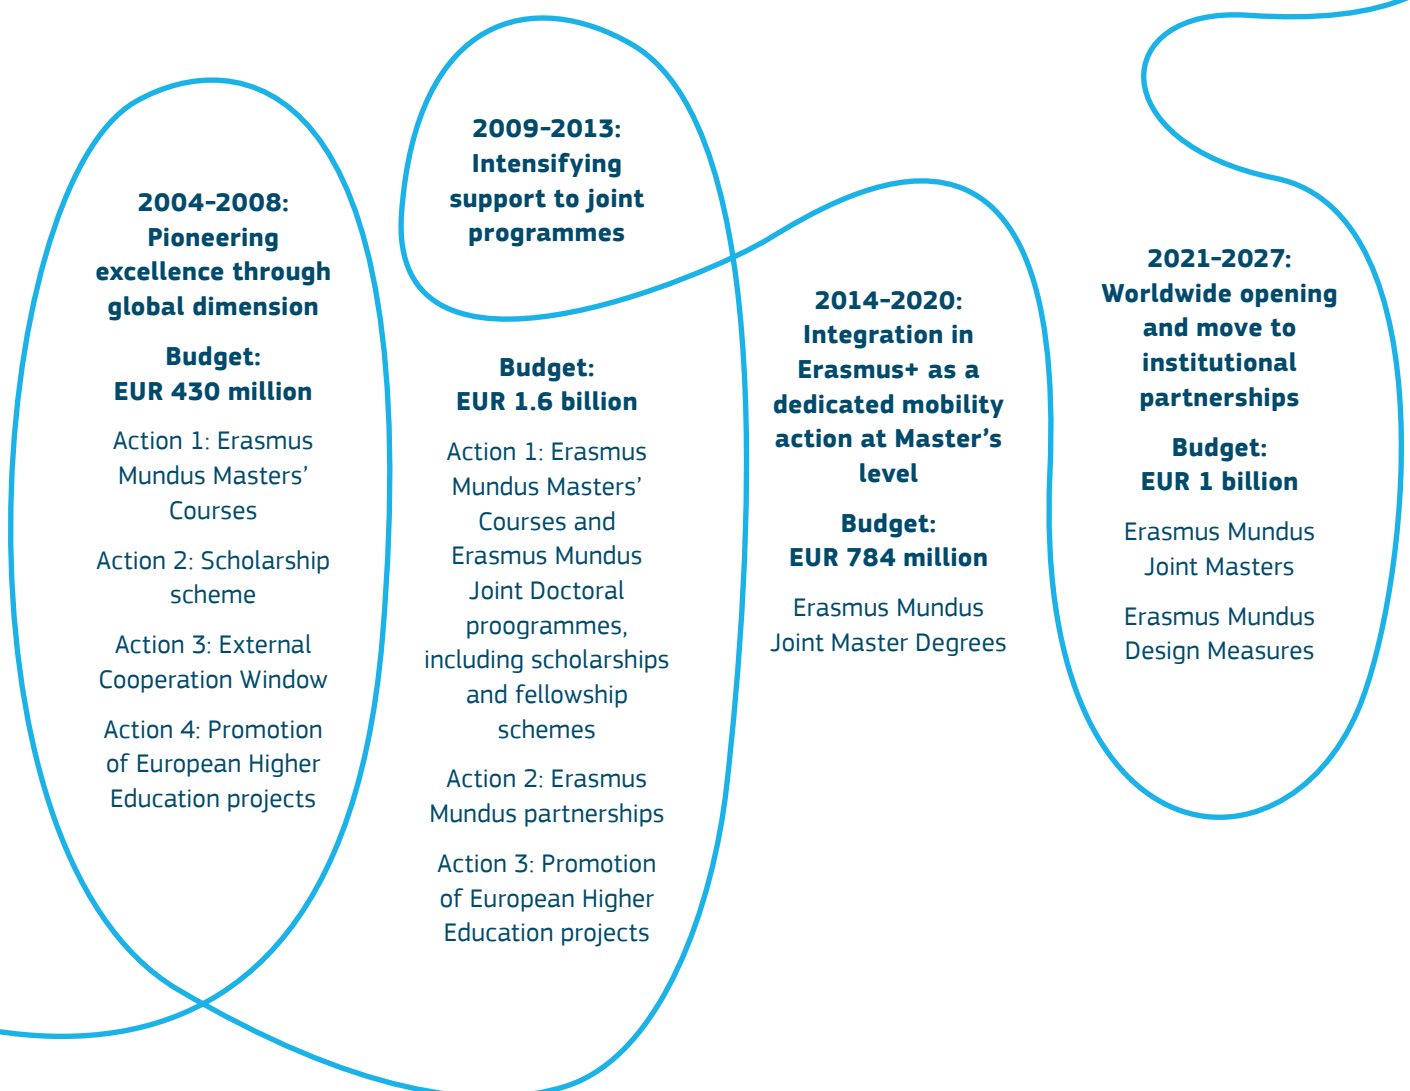 2004-2008:
Pioneering
excellence through
global dimension
Budget:
EUR 430 million
Action 1: Erasmus
Mundus Masters’
Courses
Action 2: Scholarship
scheme
Action 3: External
Cooperation Window
Action 4: Promotion
of European Higher
Education projects
2009-2013:
Intensifying
support to joint
programmes
Budget:
EUR 1.6 billion
Action 1: Erasmus
Mundus Masters’
Courses and
Erasmus Mundus
Joint Doctoral
proogrammes,
including scholarships
and fellowship
schemes
Action 2: Erasmus
Mundus partnerships
Action 3: Promotion
of European Higher
Education projects
2014-2020:
Integration in
Erasmus+ as a
dedicated mobility
action at Master’s
level
Budget:
EUR 784 million
Erasmus Mundus
Joint Master Degrees
2021-2027:
Worldwide opening
and move to
institutional
partnerships
Budget:
EUR 1 billion
Erasmus Mundus
Joint Masters
Erasmus Mundus
Design Measures